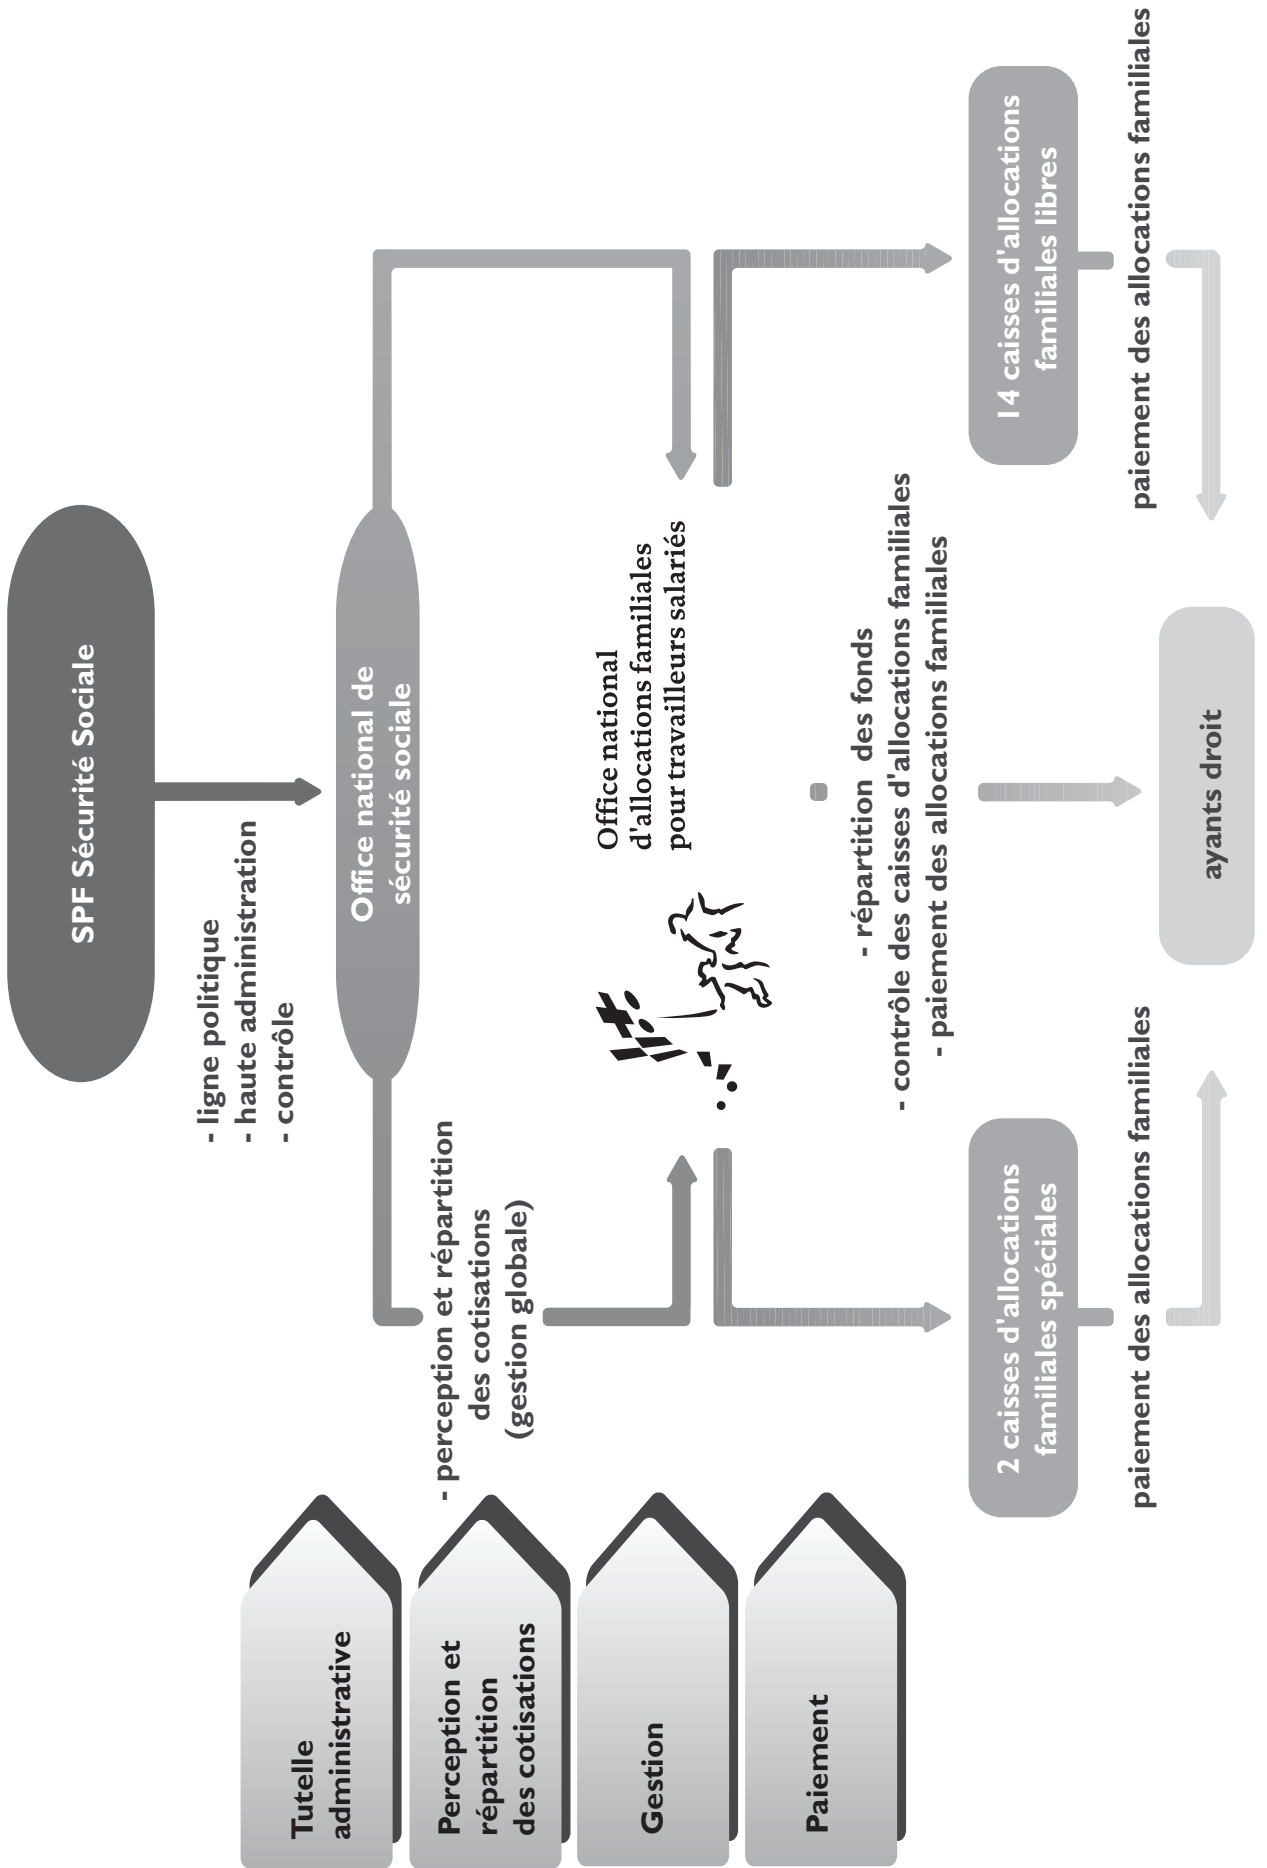 SPF Sécurité Sociale
- ligne politique
- haute administration
- contrôle
Office national de
sécurité sociale
- perception et répartition
des cotisations
(gestion globale)
Office national
d'allocations familiales
pour travailleurs salariés
- répartition des fonds
- contrôle des caisses d'allocations familiales
- paiement des allocations familiales
2 caisses d'allocations
familiales spéciales
14 caisses d'allocations
familiales libres
paiement des allocations familiales
paiement des allocations familiales
ayants droit
Tutelle
administrative
Perception et
répartition
des cotisations
Gestion
Paiement